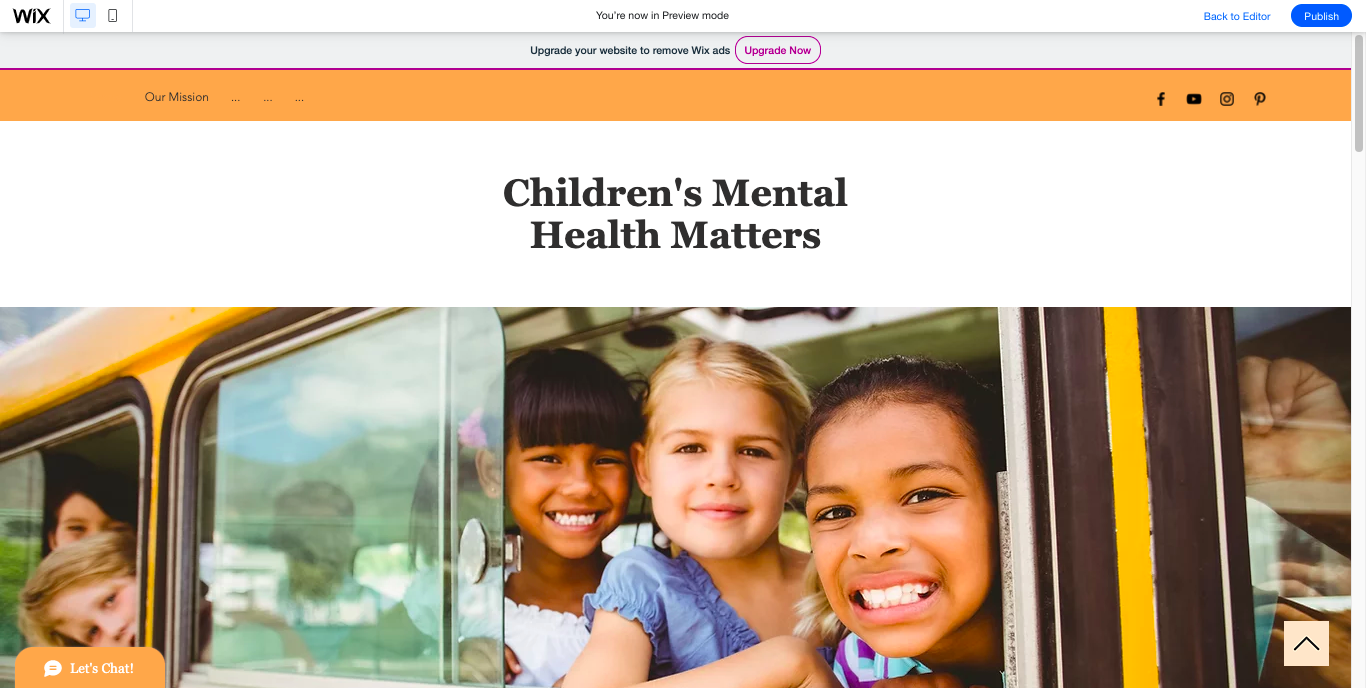 WiX
You're now in Preview mode
Back to Editor
Publish
Upgrade your website to remove Wix ads
Upgrade Now
Our Mission
...
...
...
Children's Mental
Health Matters
Let's Chat!